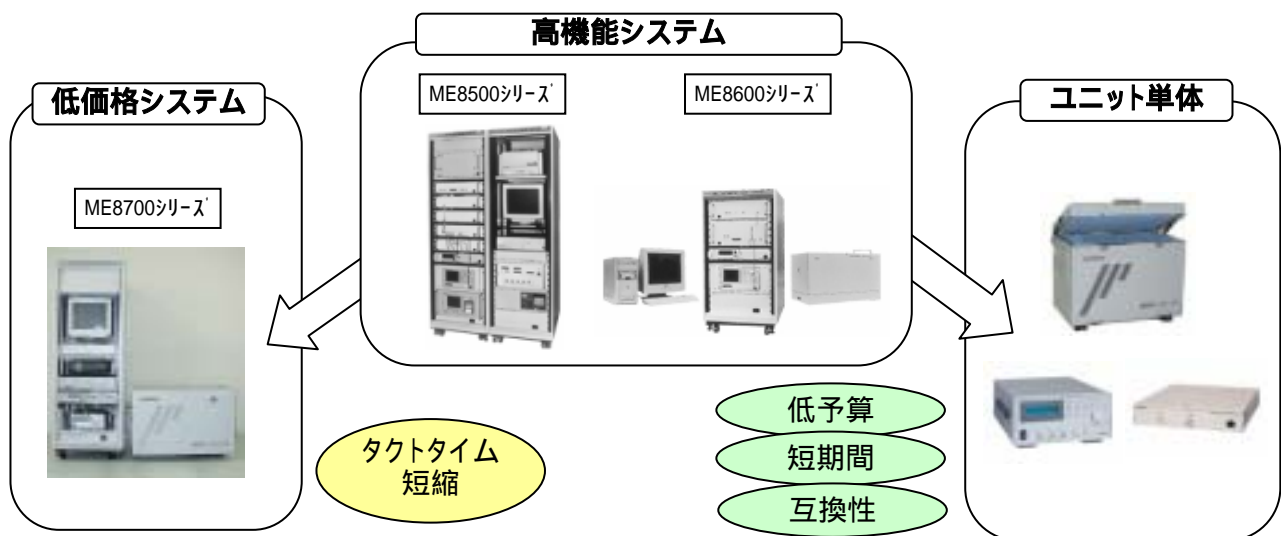 高機能システム
ME8500ｼﾘｰｽﾞ
ME8600ｼﾘｰｽﾞ
低価格システム
ME8700ｼﾘｰｽﾞ
ユニット単体
タクトタイム
短縮
低予算
短期間
互換性